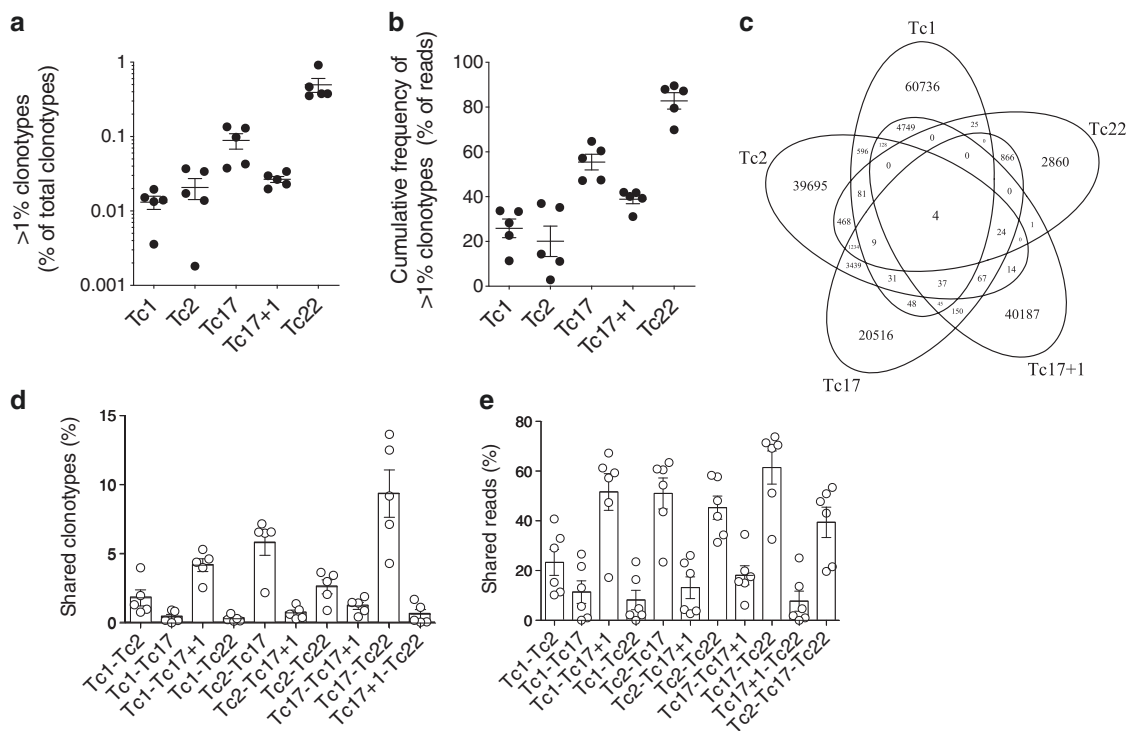 a
>1% clonotypes
(% of total clonotypes)
1
0.1
0.01
0.001
Tc1
Tc2
Tc17
Tc17+1
Tc22
b
Cumulative frequency of
>1% clonotypes (% of reads)
100
80
60
40
20
0
Tc1
Tc2
Tc17
Tc17+1
Tc22
c
Tc1
60736
Tc22
4749
25
0
0
Tc2
596
128
0
866
2860
39695
0
81
0
468
4
1
9
24
0
1234
3439
31
37
67
14
48
45
150
20516
40187
Tc17
Tc17+1
d
Shared clonotypes (%)
15
10
5
0
Tc1-Tc2
Tc1-Tc17
Tc1-Tc17+1
Tc1-Tc22
Tc2-Tc17
Tc2-Tc17+1
Tc2-Tc22
Tc17-Tc17+1
Tc17-Tc22
Tc17+1-Tc22
e
Shared reads (%)
80
60
40
20
0
Tc1-Tc2
Tc1-Tc17
Tc1-Tc17+1
Tc1-Tc22
Tc2-Tc17
Tc2-Tc17+1
Tc2-Tc22
Tc17-Tc17+1
Tc17-Tc22
Tc17+1-Tc22
Tc2-Tc17-Tc22